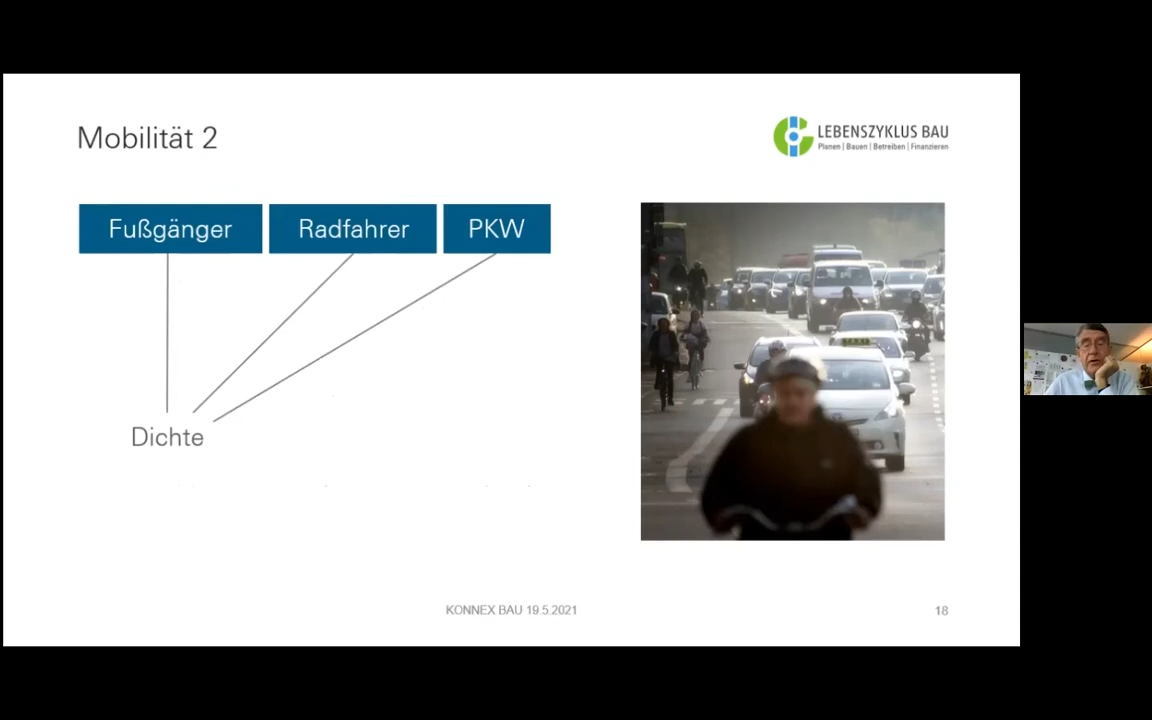 Mobilität 2
LEBENSZYKLUS BAU
Planen | Bauen | Betreiben | Finanzieren
Fußgänger
Radfahrer
PKW
Dichte
KONNEX BAU 19.5.2021
18